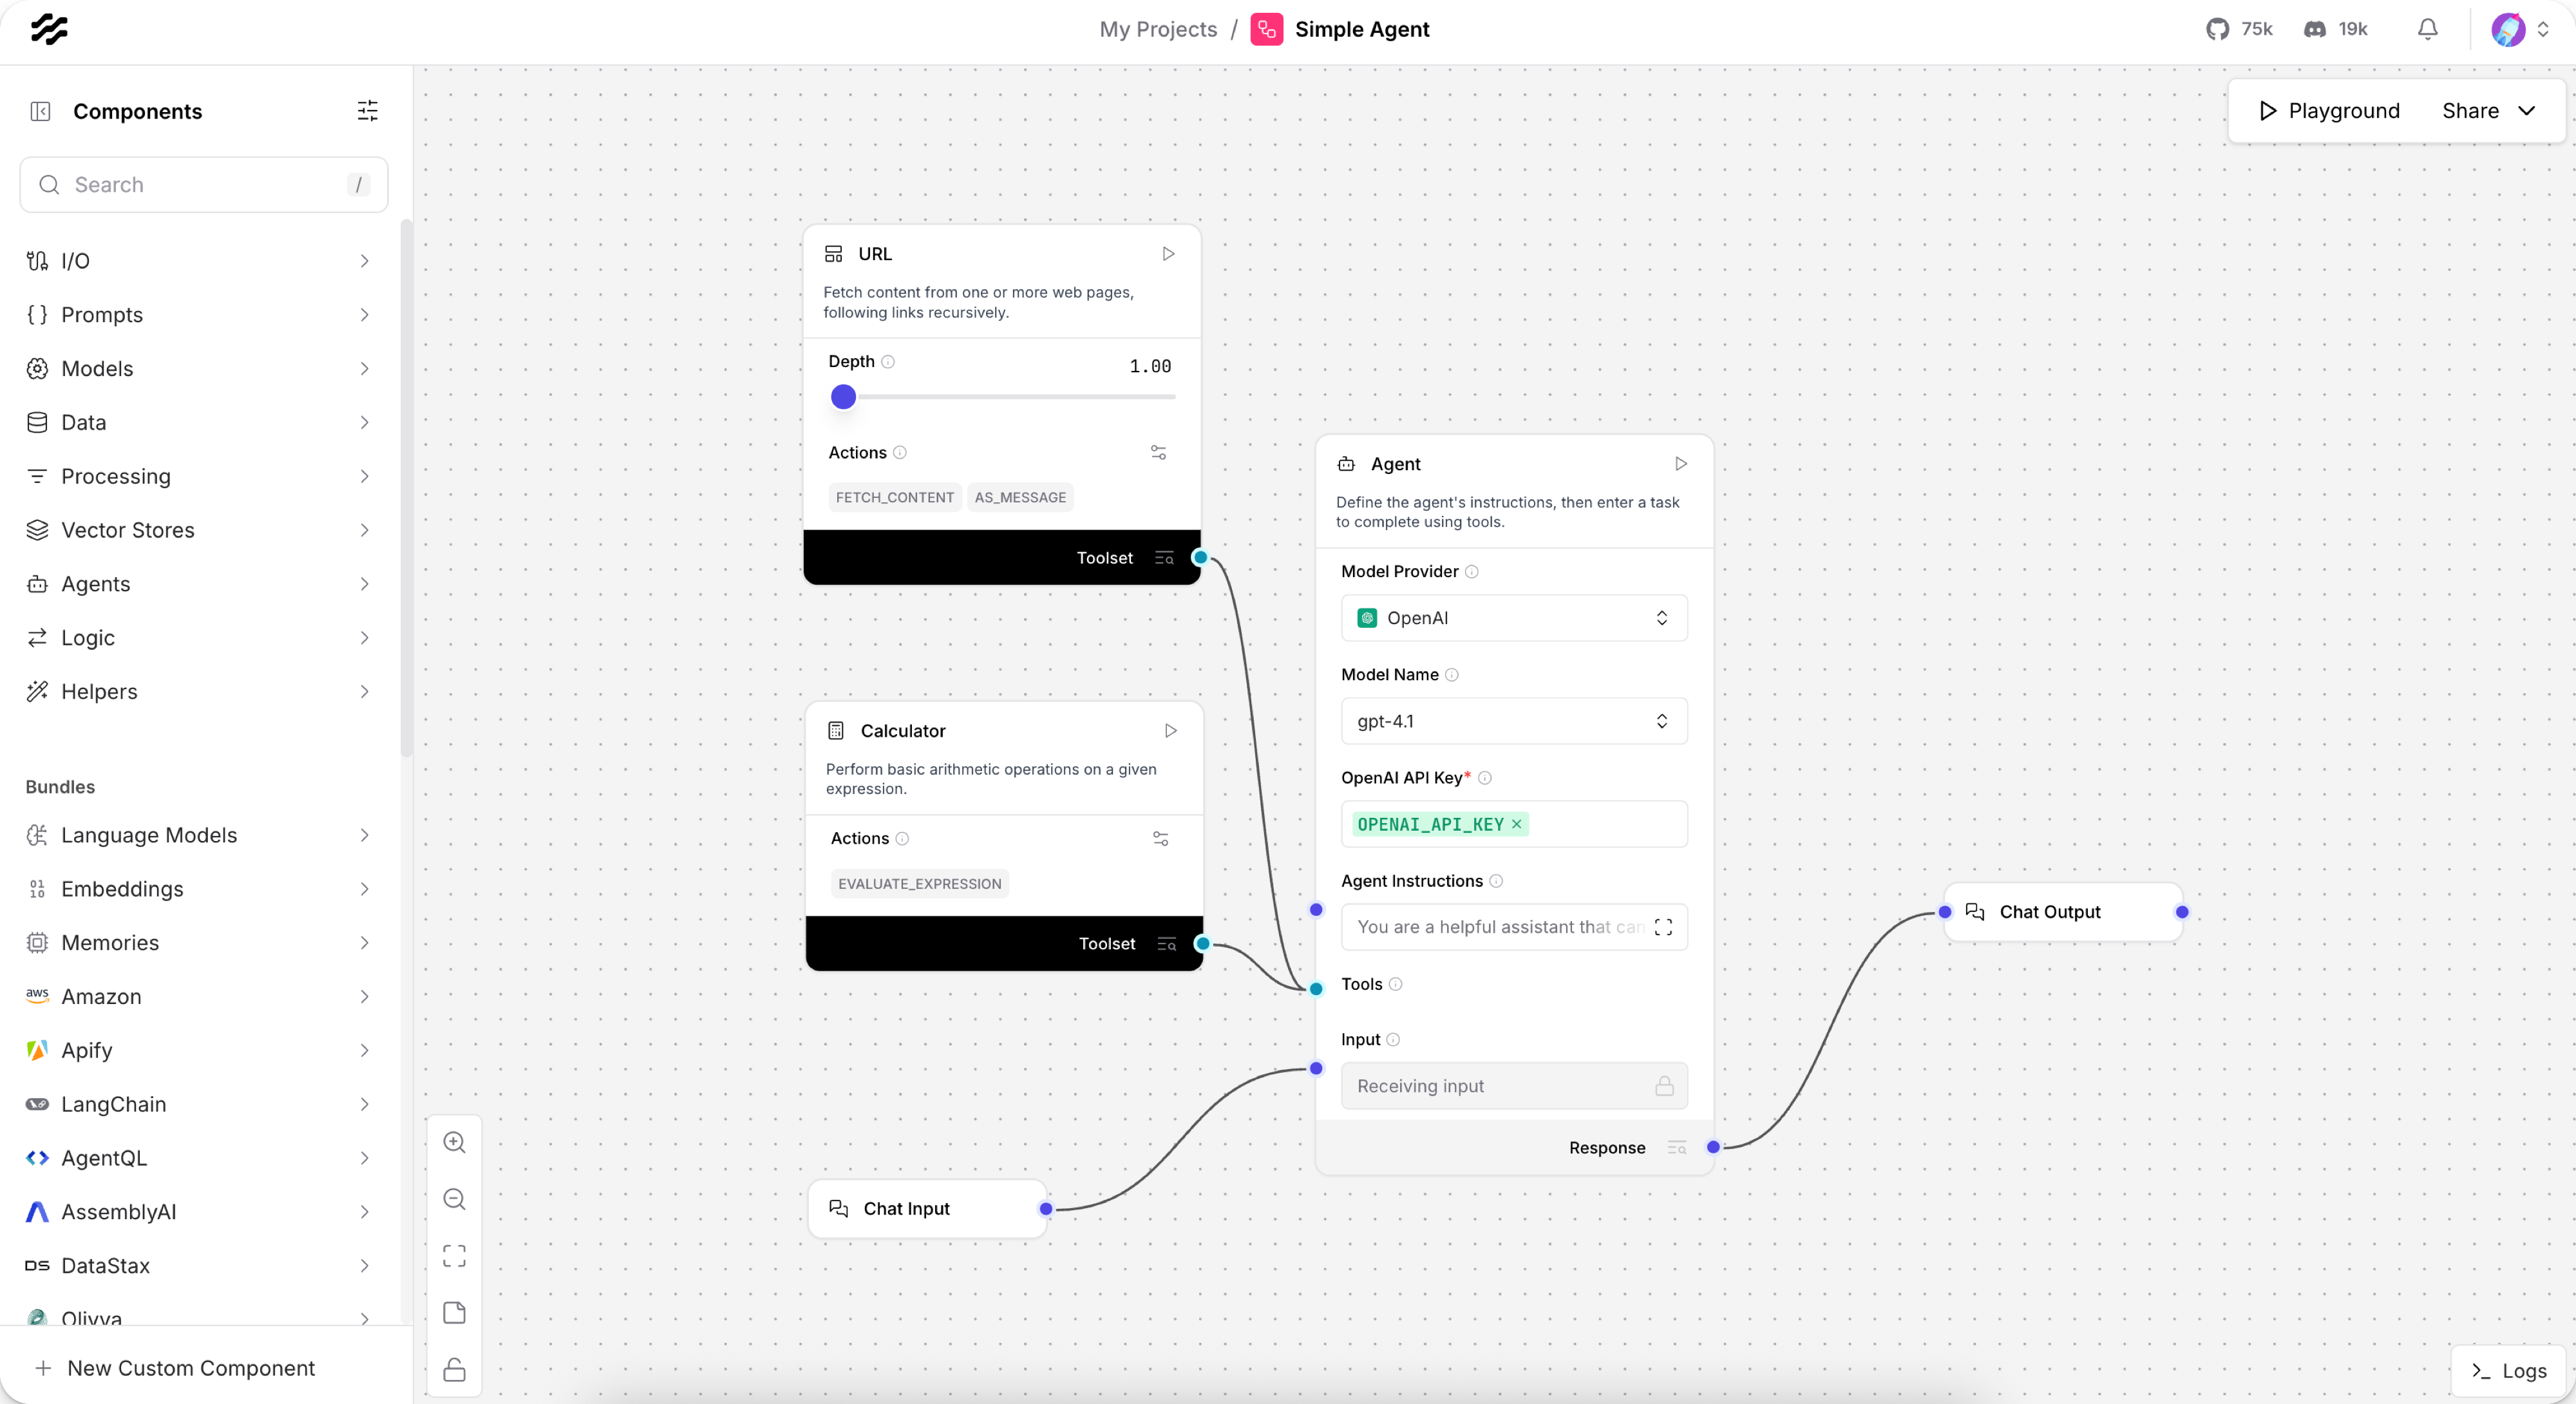 My Projects / Simple Agent
75k
19k
Components
Playground
Share
Search /
I/O
Prompts
Models
Data
Processing
Vector Stores
Agents
Logic
Helpers
Bundles
Language Models
Embeddings
Memories
aws Amazon
Apify
LangChain
AgentQL
AssemblyAI
DS DataStax
Olivya
+ New Custom Component
URL
Fetch content from one or more web pages,
following links recursively.
Depth
1.00
Actions
FETCH_CONTENT AS_MESSAGE
Toolset
Calculator
Perform basic arithmetic operations on a given
expression.
Actions
EVALUATE_EXPRESSION
Toolset
Chat Input
Agent
Define the agent's instructions, then enter a task
to complete using tools.
Model Provider
OpenAI
Model Name
gpt-4.1
OpenAI API Key*
OPENAI_API_KEY ×
Agent Instructions
You are a helpful assistant that can
Tools
Input
Receiving input
Response
Chat Output
>_ Logs